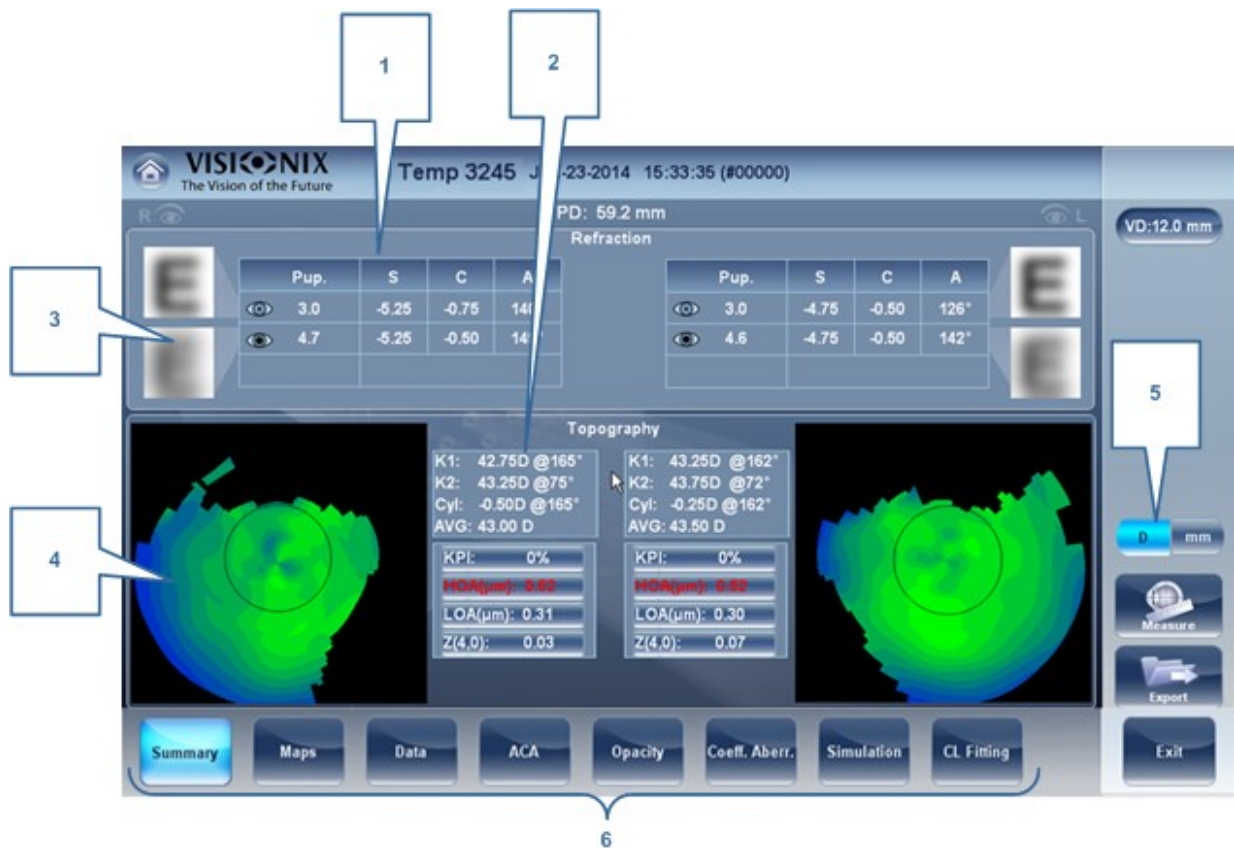 1
2
VISIONIX
The Vision of the Future
Temp 3245 J -23-2014 15:33:35 (#00000)
R
PD: 59.2 mm
L
VD:12.0 mm
Refraction
E
E
Pup. S C A
3.0 -5.25 -0.75 140
4.7 -5.25 -0.50
Pup. S C A
3.0 -4.75 -0.50 126°
4.6 -4.75 -0.50 142°
E
E
3
5
Topography
K1: 42.75D @165°
K2: 43.25D @75°
Cyl: -0.50D @165°
AVG: 43.00 D
KPI: 0%
HOA(µm): 0.52
LOA(µm): 0.31
Z(4,0): 0.03
K1: 43.25D @162°
K2: 43.75D @72°
Cyl: -0.25D @162°
AVG: 43.50 D
KPI: 0%
HOA(µm): 0.52
LOA(µm): 0.30
Z(4,0): 0.07
4
D mm
Measure
Export
Summary Maps Data ACA Opacity Coeff. Aberr. Simulation CL Fitting Exit
6